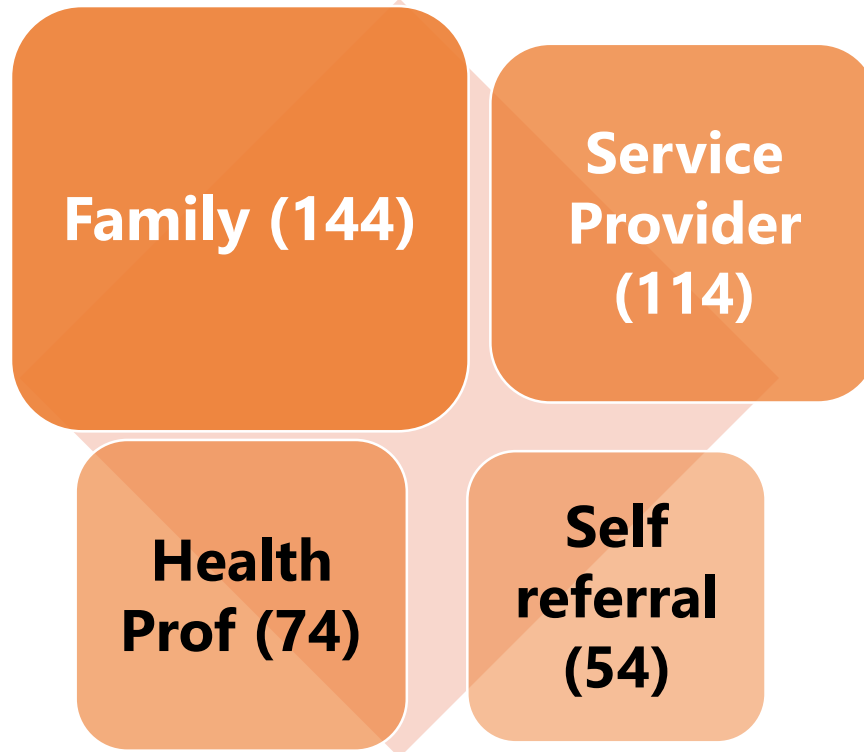 Family (144)
Service
Provider
(114)
Health
Prof (74)
Self
referral
(54)